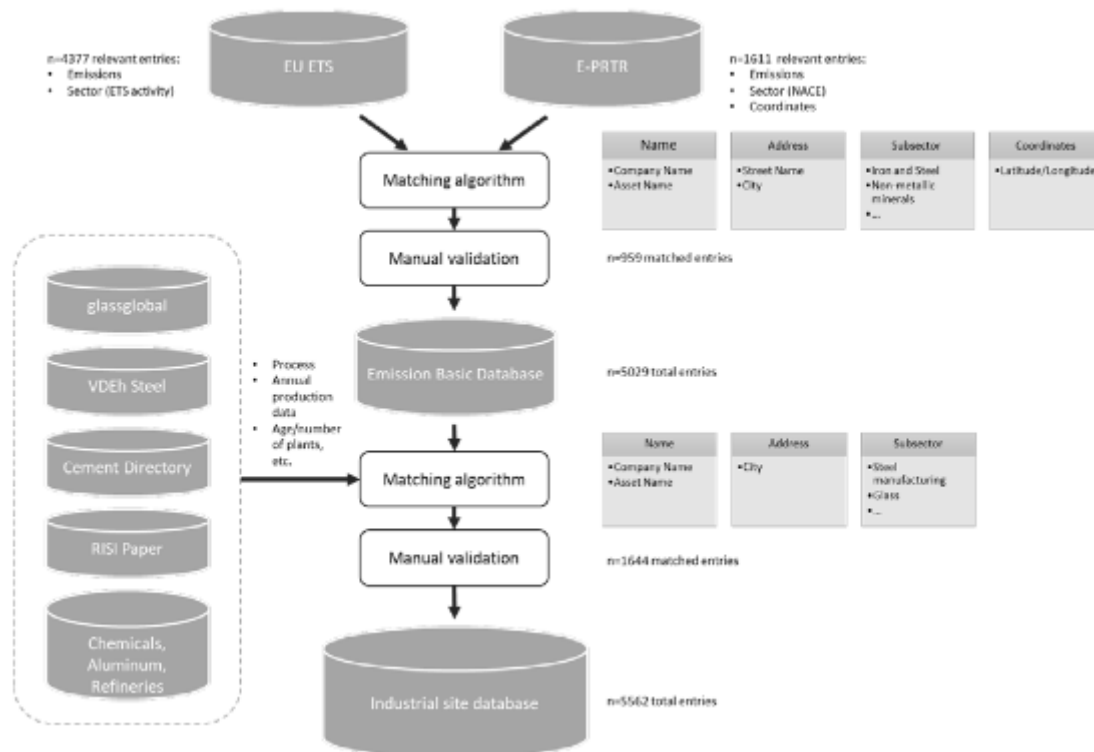 n=4377 relevant entries:
• Emissions
• Sector (ETS activity)
EU ETS
E-PRTR
n=1611 relevant entries:
• Emissions
• Sector (NACE)
• Coordinates
Matching algorithm
Name
▪Company Name
▪Asset Name
Address
▪Street Name
▪City
Subsector
▪Iron and Steel
▪Non-metallic
minerals
▪...
Coordinates
▪Latitude/Longitude
Manual validation
n=959 matched entries
glassglobal
VDEh Steel
Cement Directory
RISI Paper
Chemicals,
Aluminum,
Refineries
• Process
• Annual
production
data
• Age/number
of plants,
etc.
Emission Basic Database
n=5029 total entries
Matching algorithm
Name
▪Company Name
▪Asset Name
Address
▪City
Subsector
▪Steel
manufacturing
▪Glass
▪...
Manual validation
n=1644 matched entries
Industrial site database
n=5562 total entries